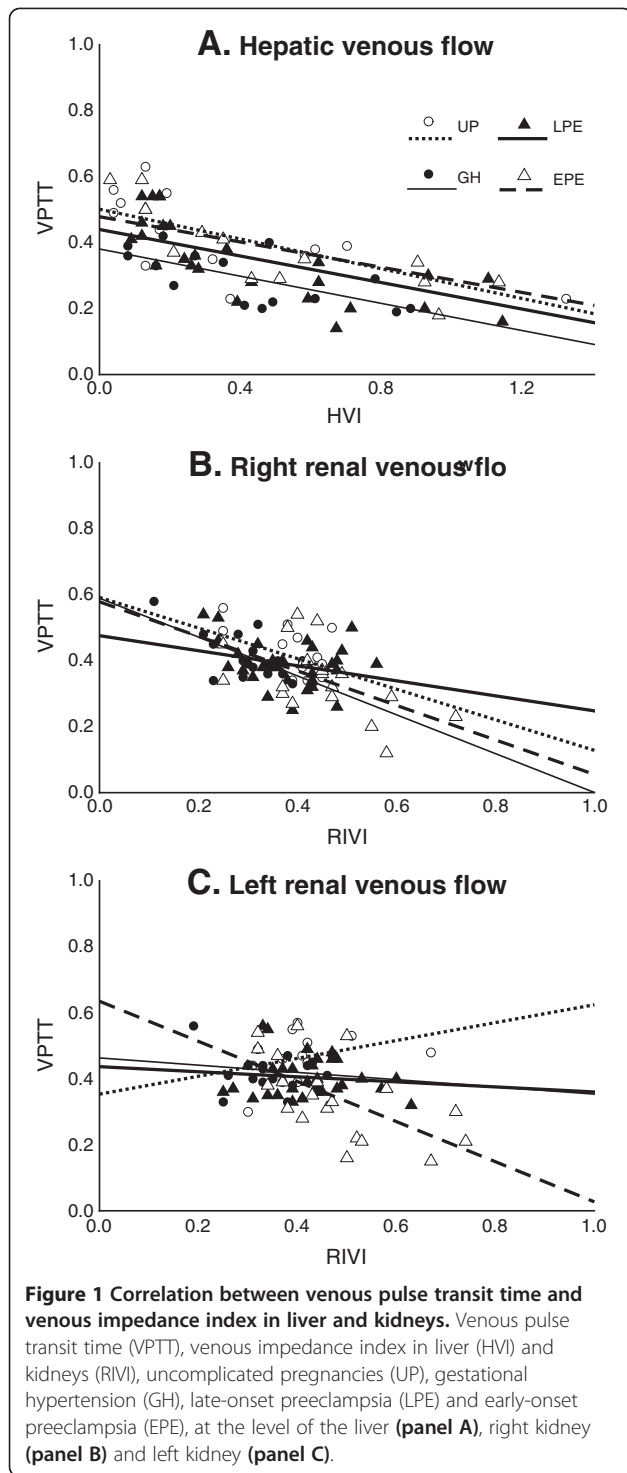 A. Hepatic venous flow
1.0
0.8
0.6
0.4
0.2
0.0
VPTT
UP
LPE
GH
EPE
0.0
0.4
0.8
1.2
HVI
B. Right renal venous flo
w
1.0
0.8
0.6
0.4
0.2
0.0
VPTT
0.0
0.2
0.4
0.6
0.8
1.0
RIVI
C. Left renal venous flow
1.0
0.8
0.6
0.4
0.2
0.0
VPTT
0.0
0.2
0.4
0.6
0.8
1.0
RIVI
Figure 1 Correlation between venous pulse transit time and
venous impedance index in liver and kidneys. Venous pulse
transit time (VPTT), venous impedance index in liver (HVI) and
kidneys (RIVI), uncomplicated pregnancies (UP), gestational
hypertension (GH), late-onset preeclampsia (LPE) and early-onset
preeclampsia (EPE), at the level of the liver (panel A), right kidney
(panel B) and left kidney (panel C).